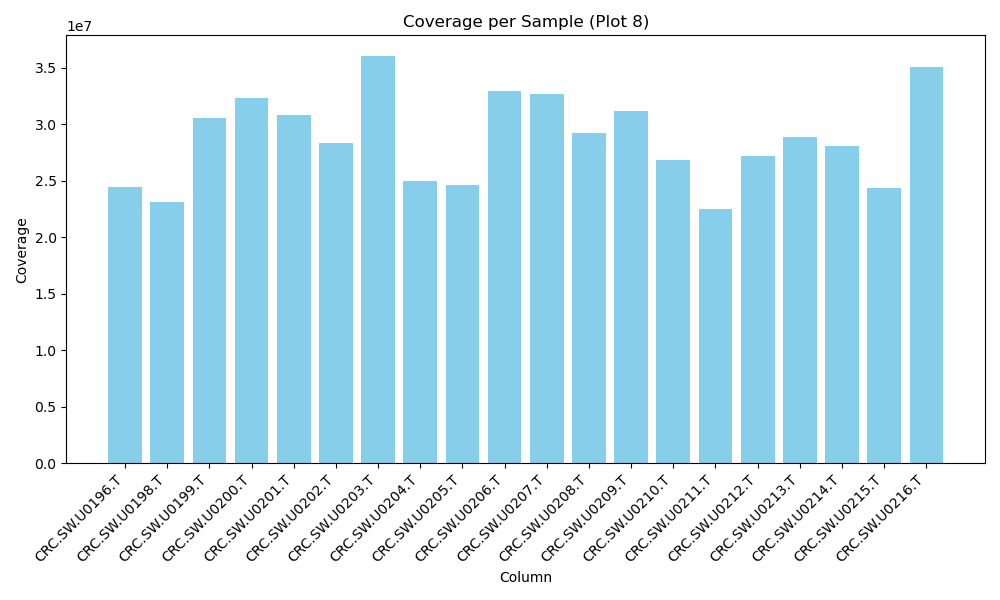 Coverage per Sample (Plot 8)
1e7
3.5
3.0
2.5
2.0
1.5
1.0
0.5
0.0
Coverage
CRC.SW.U0196.T
CRC.SW.U0198.T
CRC.SW.U0199.T
CRC.SW.U0200.T
CRC.SW.U0201.T
CRC.SW.U0202.T
CRC.SW.U0203.T
CRC.SW.U0204.T
CRC.SW.U0205.T
CRC.SW.U0206.T
CRC.SW.U0207.T
CRC.SW.U0208.T
CRC.SW.U0209.T
CRC.SW.U0210.T
CRC.SW.U0211.T
CRC.SW.U0212.T
CRC.SW.U0213.T
CRC.SW.U0214.T
CRC.SW.U0215.T
CRC.SW.U0216.T
Column